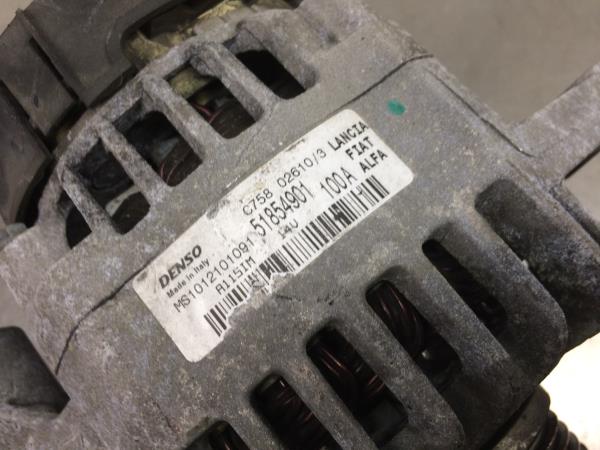 C758 02610/3 LANCIA
FIAT
ALFA
DENSO
Made in Italy
51854901 100A
MS1012101091
A115IM